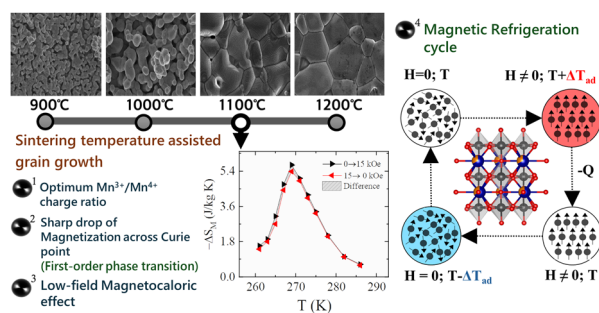 900℃
1000℃
1100℃
1200℃
Sintering temperature assisted
grain growth
1
Optimum Mn³⁺/Mn⁴⁺
charge ratio
2
Sharp drop of
Magnetization across Curie
point
(First-order phase transition)
3
Low-field Magnetocaloric
effect
0→15 kOe
15→ 0 kOe
Difference
−ΔS_M (J/kg K)
5.4
3.6
1.8
0.0
260
270
280
290
T (K)
4
Magnetic Refrigeration
cycle
H=0; T
H ≠ 0; T+ΔT_ad
-Q
H = 0; T-ΔT_ad
H ≠ 0; T